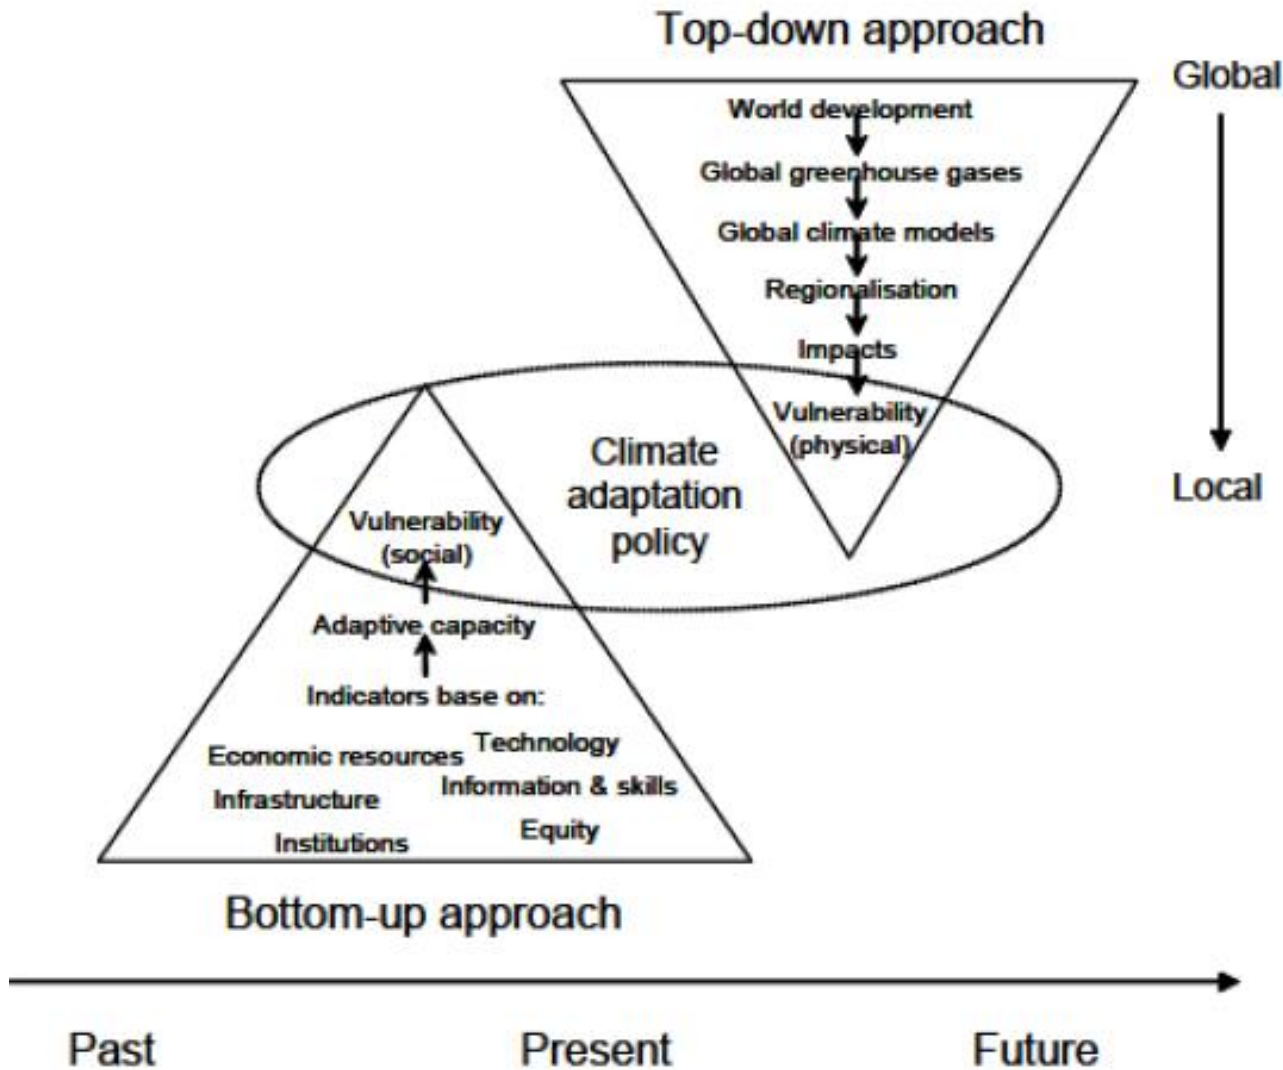 Top-down approach
Global
World development
Global greenhouse gases
Global climate models
Regionalisation
Impacts
Vulnerability
(physical)
Local
Climate
adaptation
policy
Vulnerability
(social)
Adaptive capacity
Indicators base on:
Economic resources
Technology
Infrastructure
Information & skills
Institutions
Equity
Bottom-up approach
Past
Present
Future